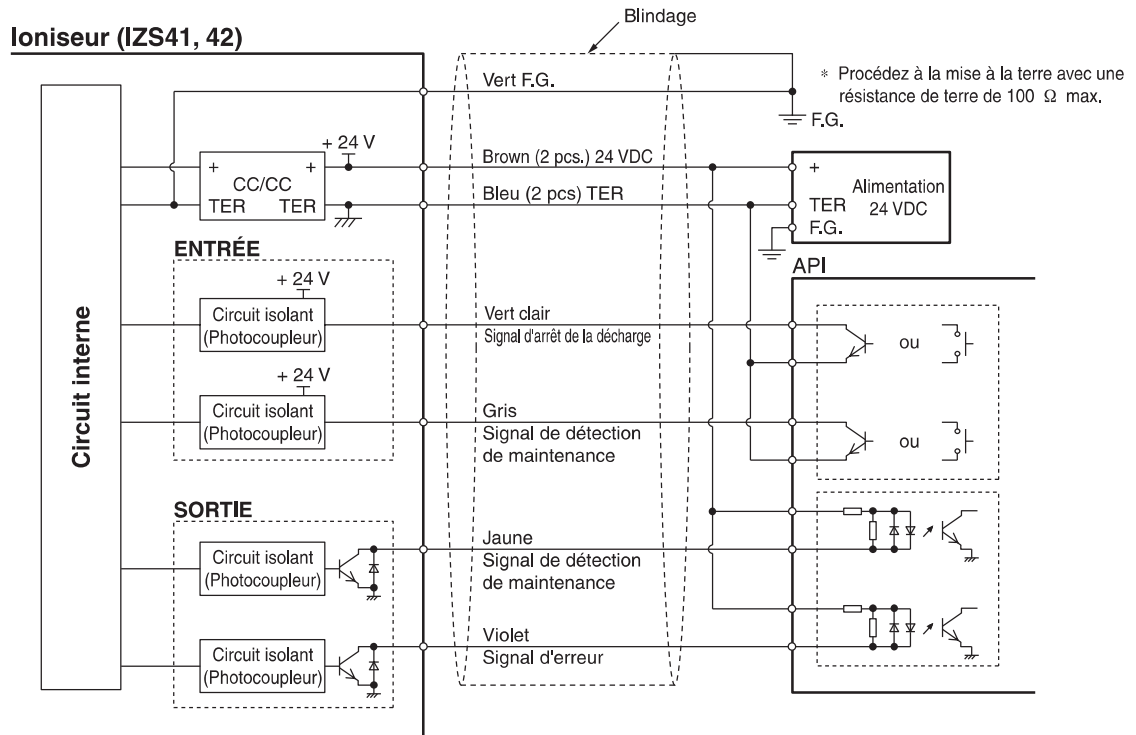 Ioniseur (IZS41, 42)
Blindage
Vert F.G.
* Procédez à la mise à la terre avec une
résistance de terre de 100 Ω max.
F.G.
+ 24 V
Brown (2 pcs.) 24 VDC
+ +
CC/CC
TER TER
Bleu (2 pcs) TER
+
TER
F.G.
Alimentation
24 VDC
ENTRÉE
API
+ 24 V
Circuit isolant
(Photocoupleur)
Vert clair
Signal d'arrêt de la décharge
ou
+ 24 V
Circuit isolant
(Photocoupleur)
Gris
Signal de détection
de maintenance
ou
Circuit interne
SORTIE
Circuit isolant
(Photocoupleur)
Jaune
Signal de détection
de maintenance
Circuit isolant
(Photocoupleur)
Violet
Signal d'erreur